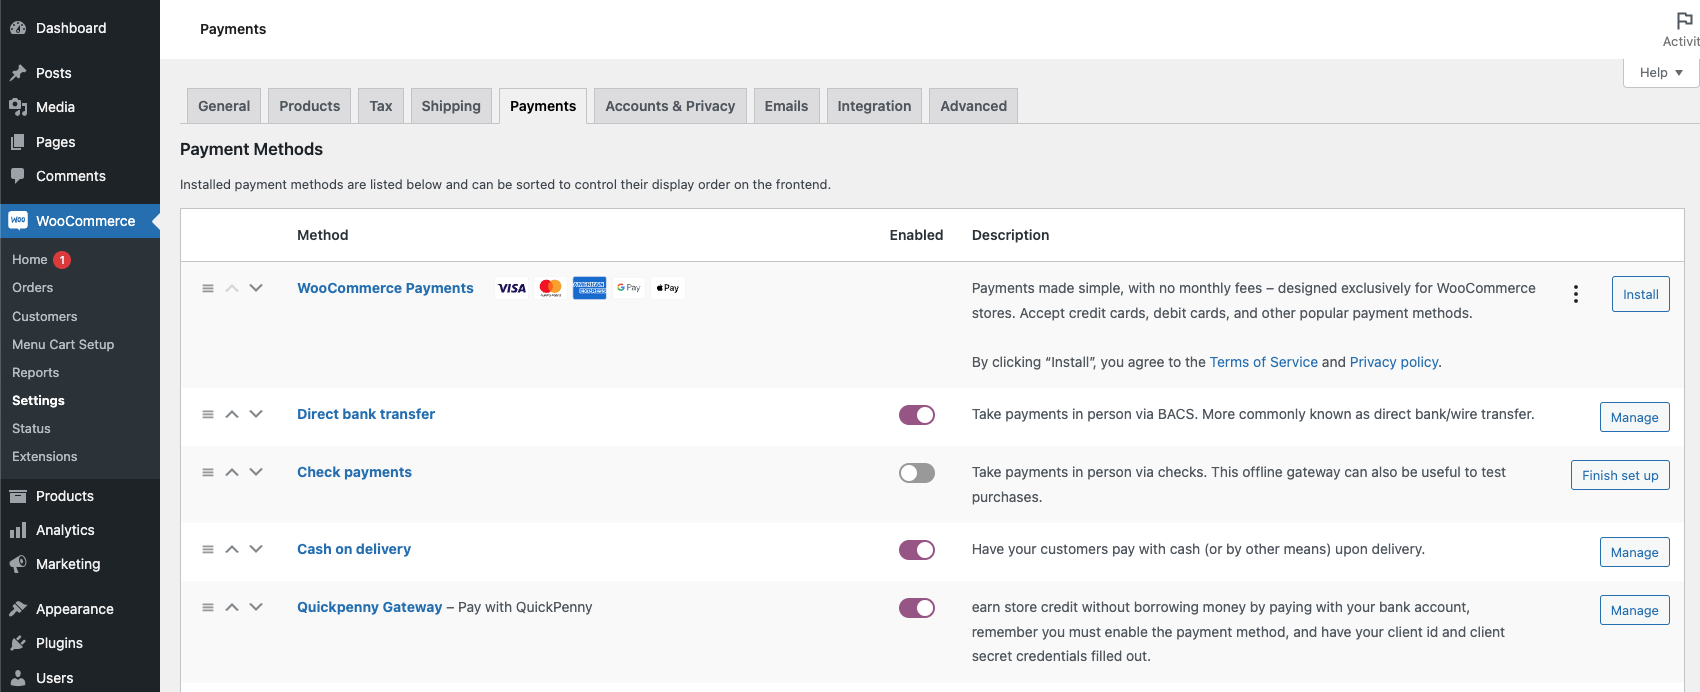 Dashboard
Posts
Media
Pages
Comments
Woo WooCommerce
Home 1
Orders
Customers
Menu Cart Setup
Reports
Settings
Status
Extensions
Products
Analytics
Marketing
Appearance
Plugins
Users
Payments
Activit
Help
General Products Tax Shipping Payments Accounts & Privacy Emails Integration Advanced
Payment Methods
Installed payment methods are listed below and can be sorted to control their display order on the frontend.
Method Enabled Description
WooCommerce Payments VISA AMERICAN EXPRESS G Pay Pay
Payments made simple, with no monthly fees – designed exclusively for WooCommerce
stores. Accept credit cards, debit cards, and other popular payment methods.
By clicking “Install”, you agree to the Terms of Service and Privacy policy.
Install
Direct bank transfer
Take payments in person via BACS. More commonly known as direct bank/wire transfer.
Manage
Check payments
Take payments in person via checks. This offline gateway can also be useful to test
purchases.
Finish set up
Cash on delivery
Have your customers pay with cash (or by other means) upon delivery.
Manage
Quickpenny Gateway – Pay with QuickPenny
earn store credit without borrowing money by paying with your bank account,
remember you must enable the payment method, and have your client id and client
secret credentials filled out.
Manage